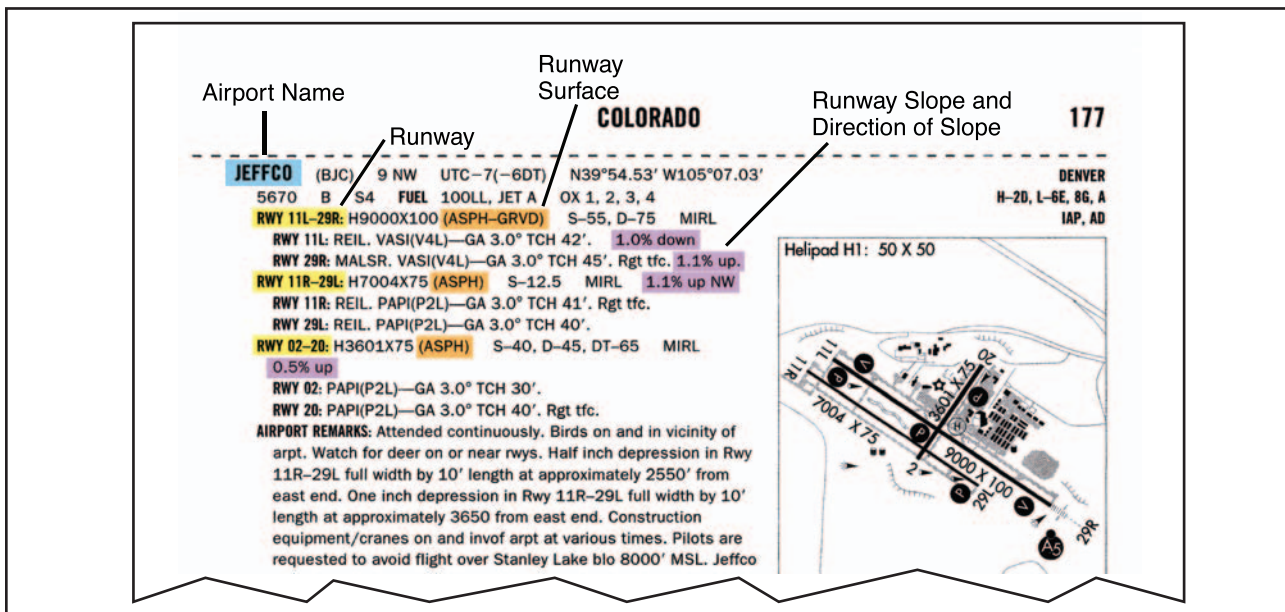 Airport Name
Runway
Runway
Surface
Runway Slope and
Direction of Slope
COLORADO
177
JEFFCO (BJC) 9 NW UTC−7(−6DT) N39°54.53′ W105°07.03′
DENVER
5670 B S4 FUEL 100LL, JET A OX 1, 2, 3, 4
H–2D, L–6E, 8G, A
RWY 11L–29R: H9000X100 (ASPH–GRVD) S–55, D–75 MIRL
IAP, AD
RWY 11L: REIL. VASI(V4L)—GA 3.0° TCH 42′. 1.0% down
RWY 29R: MALSR. VASI(V4L)—GA 3.0° TCH 45′. Rgt tfc. 1.1% up.
RWY 11R–29L: H7004X75 (ASPH) S–12.5 MIRL 1.1% up NW
RWY 11R: REIL. PAPI(P2L)—GA 3.0° TCH 41′. Rgt tfc.
RWY 29L: REIL. PAPI(P2L)—GA 3.0° TCH 40′.
RWY 02–20: H3601X75 (ASPH) S–40, D–45, DT–65 MIRL
0.5% up
RWY 02: PAPI(P2L)—GA 3.0° TCH 30′.
RWY 20: PAPI(P2L)—GA 3.0° TCH 40′. Rgt tfc.
AIRPORT REMARKS: Attended continuously. Birds on and in vicinity of
arpt. Watch for deer on or near rwys. Half inch depression in Rwy
11R–29L full width by 10′ length at approximately 2550′ from
east end. One inch depression in Rwy 11R–29L full width by 10′
length at approximately 3650 from east end. Construction
equipment/cranes on and invof arpt at various times. Pilots are
requested to avoid flight over Stanley Lake blo 8000′ MSL. Jeffco
Helipad H1: 50 X 50
11L
11R
V
P
20
3601 X 75
P
7004 X 75
P
H
9000 X 100
2
P
29L
V
29R
A5